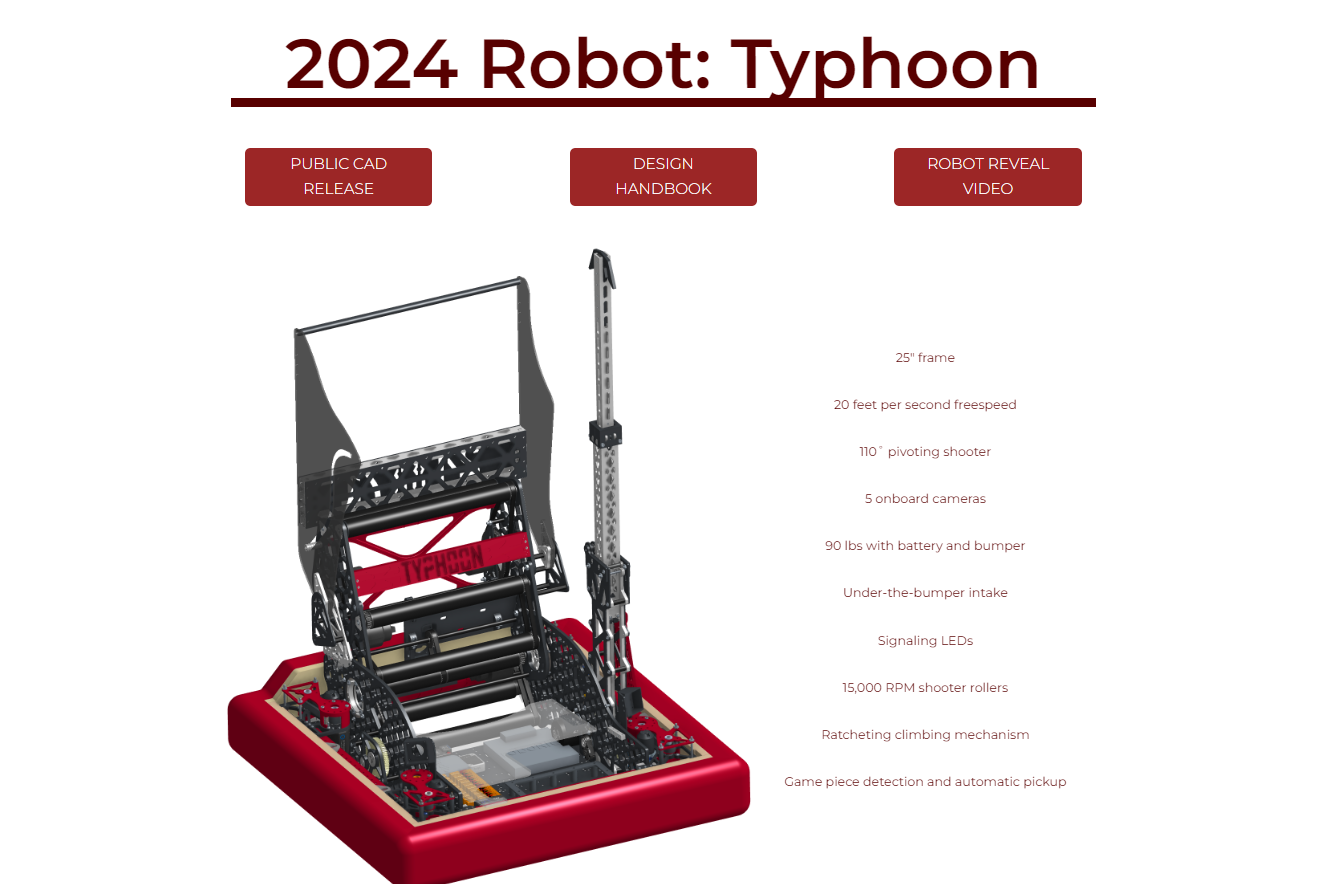 2024 Robot: Typhoon
PUBLIC CAD
RELEASE
DESIGN
HANDBOOK
ROBOT REVEAL
VIDEO
25" frame
20 feet per second freespeed
110˚ pivoting shooter
5 onboard cameras
90 lbs with battery and bumper
Under-the-bumper intake
Signaling LEDs
15,000 RPM shooter rollers
Ratcheting climbing mechanism
Game piece detection and automatic pickup
TYPHOON